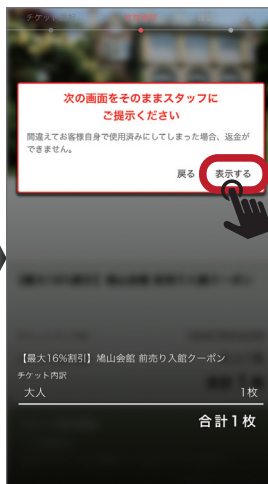 次の画面をそのままスタッフに
ご提示ください
間違えてお客様自身で使用済みにしてしまった場合、返金が
できません。
戻る 表示する
【最大16%割引】鳩山会館 前売り入館クーポン
チケット内訳
大人 1枚
合計1枚